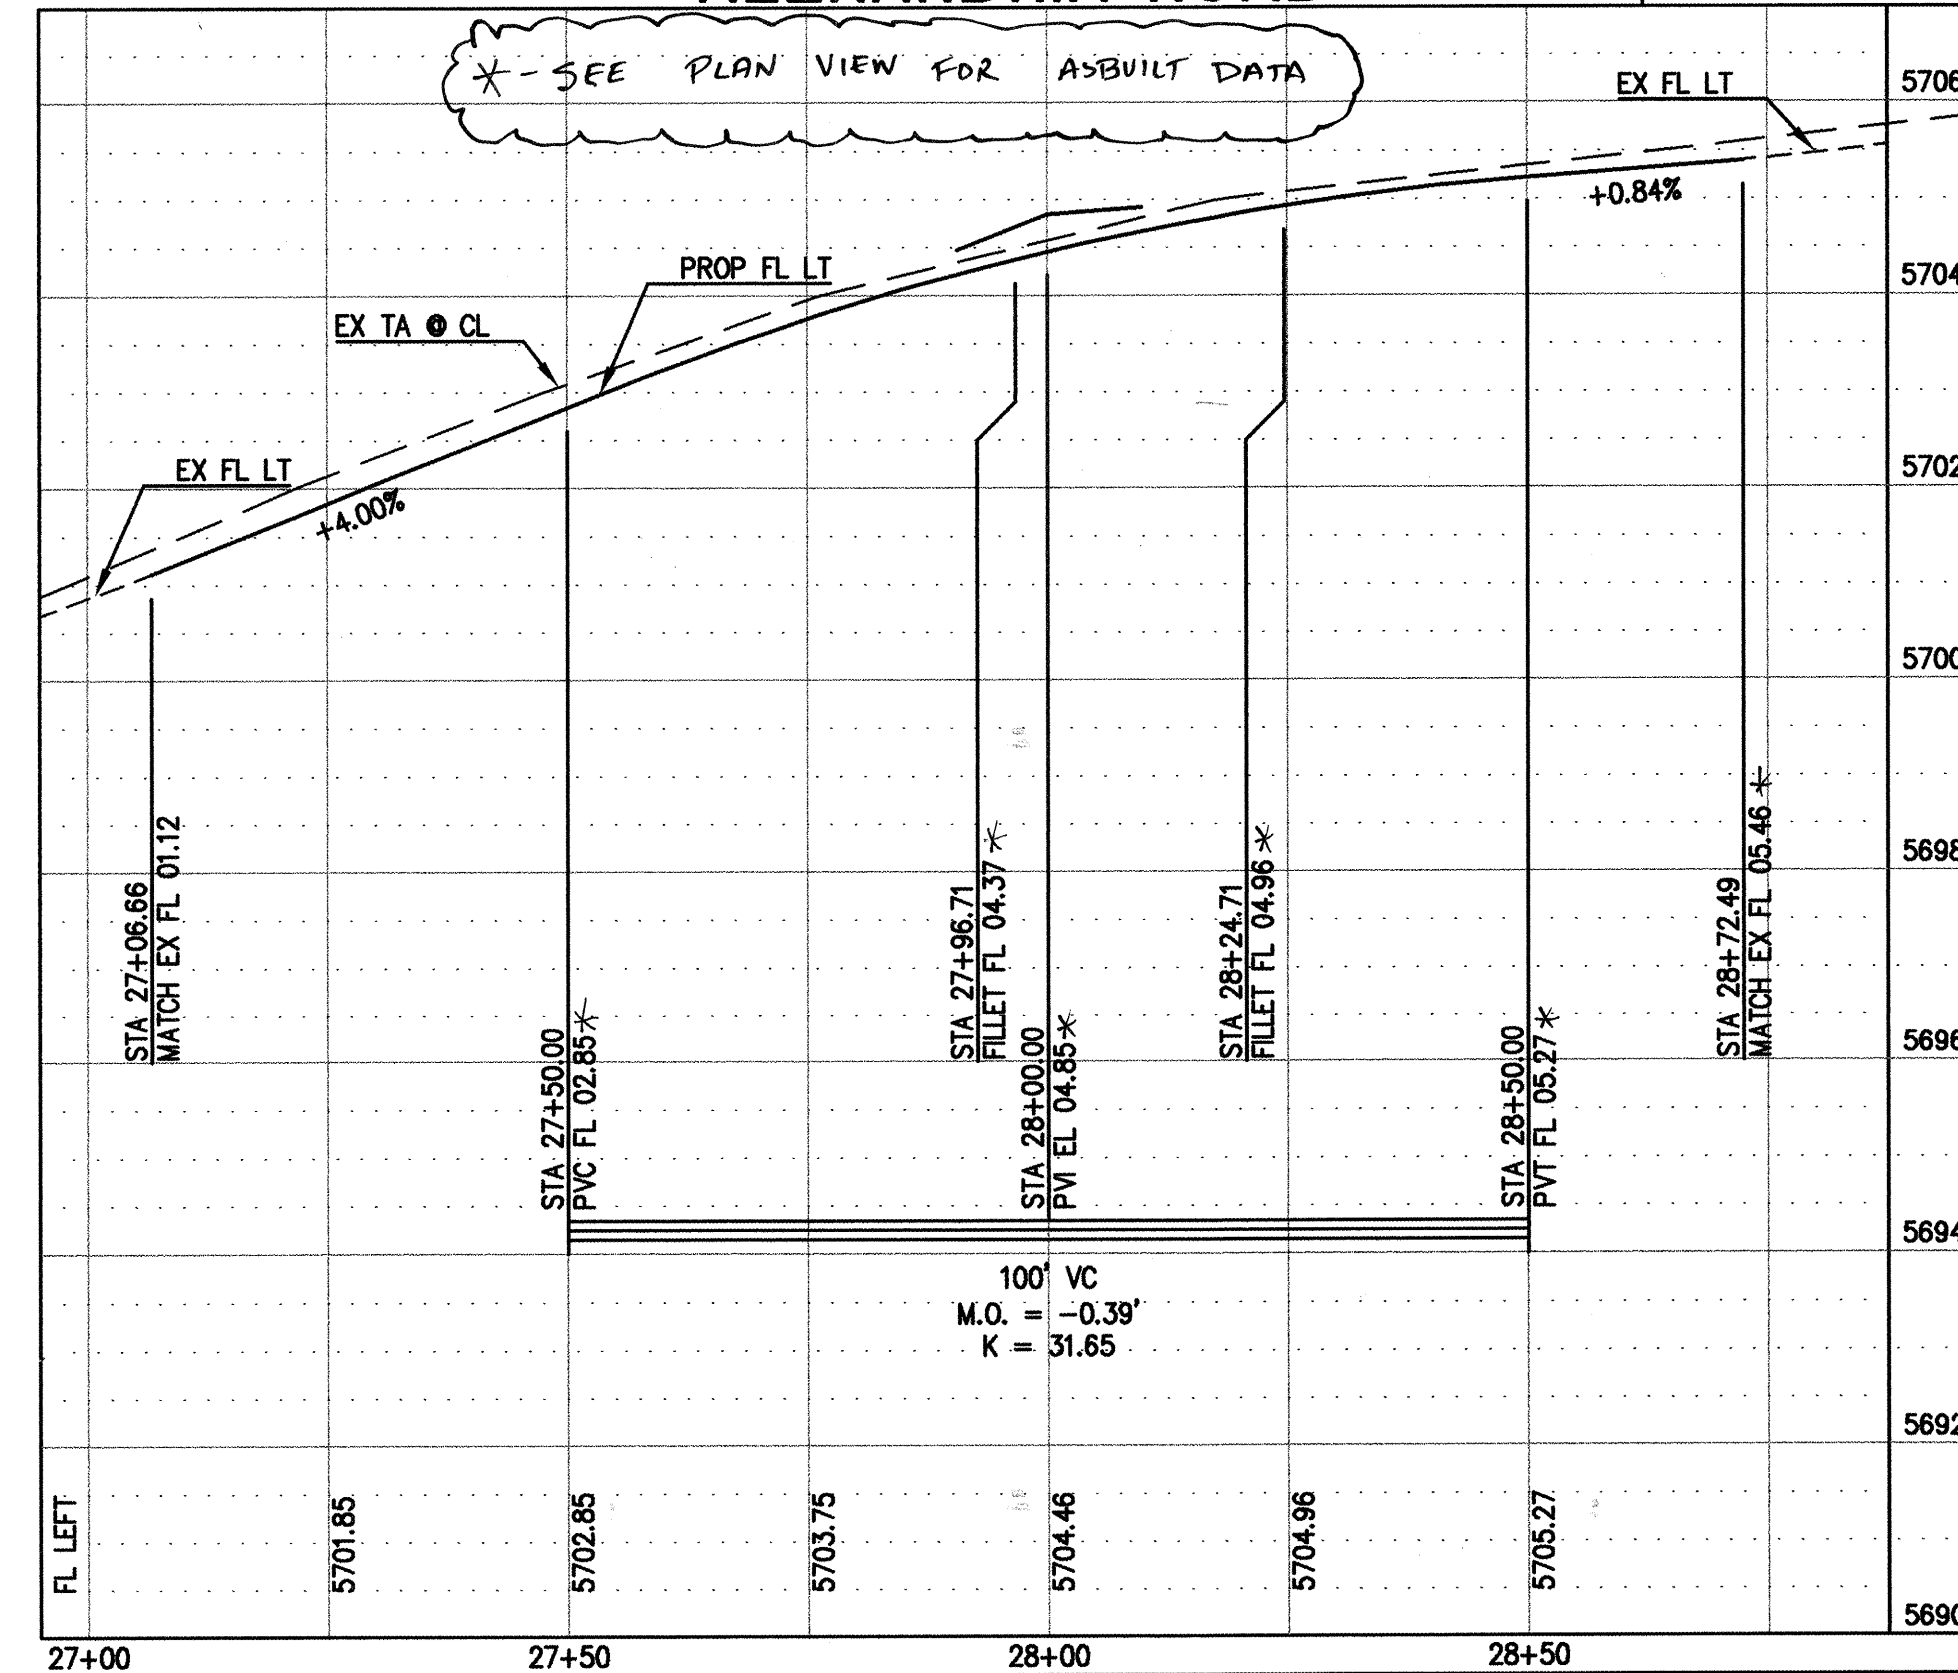 * - SEE PLAN VIEW FOR ASBUILT DATA
EX FL LT
5706
+0.84%
PROP FL LT
5704
EX TA @ CL
EX FL LT
5702
+4.00%
5700
5698
STA 27+06.66
MATCH EX FL 01.12
STA 27+50.00
PVC FL 02.85*
STA 27+96.71
FILLET FL 04.37*
STA 28+00.00
PVI EL 04.85*
STA 28+24.71
FILLET FL 04.96*
STA 28+50.00
PVT FL 05.27*
STA 28+72.49
MATCH EX FL 05.46*
5696
5694
100' VC
M.O. = -0.39'
K = 31.65
5692
FL LEFT
5701.85
5702.85
5703.75
5704.46
5704.96
5705.27
5690
27+00
27+50
28+00
28+50